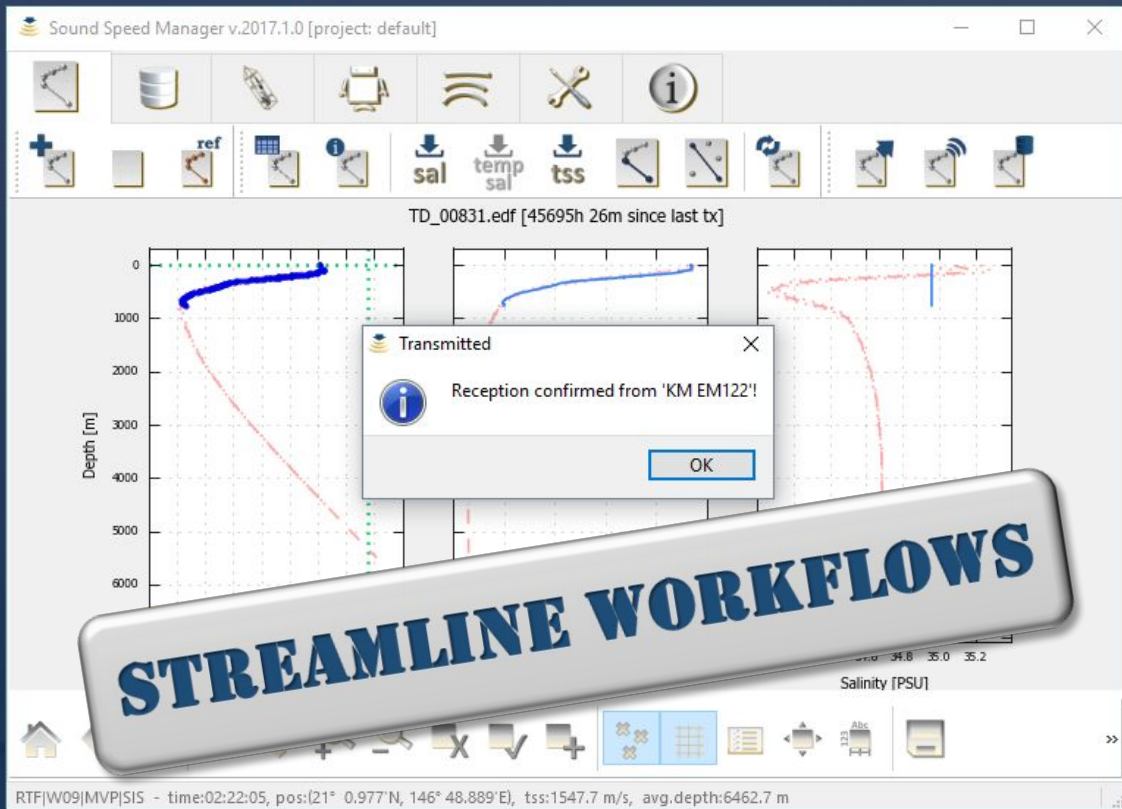 Sound Speed Manager v.2017.1.0 [project: default]
ref
sal
temp
sal
tss
TD_00831.edf [45695h 26m since last tx]
0
1000
2000
3000
4000
5000
6000
Depth [m]
Transmitted
Reception confirmed from 'KM EM122'!
OK
STREAMLINE WORKFLOWS
34.8 35.0 35.2
Salinity [PSU]
Abc
123
RTF|W09|MVP|SIS - time:02:22:05, pos:(21° 0.977'N, 146° 48.889'E), tss:1547.7 m/s, avg.depth:6462.7 m